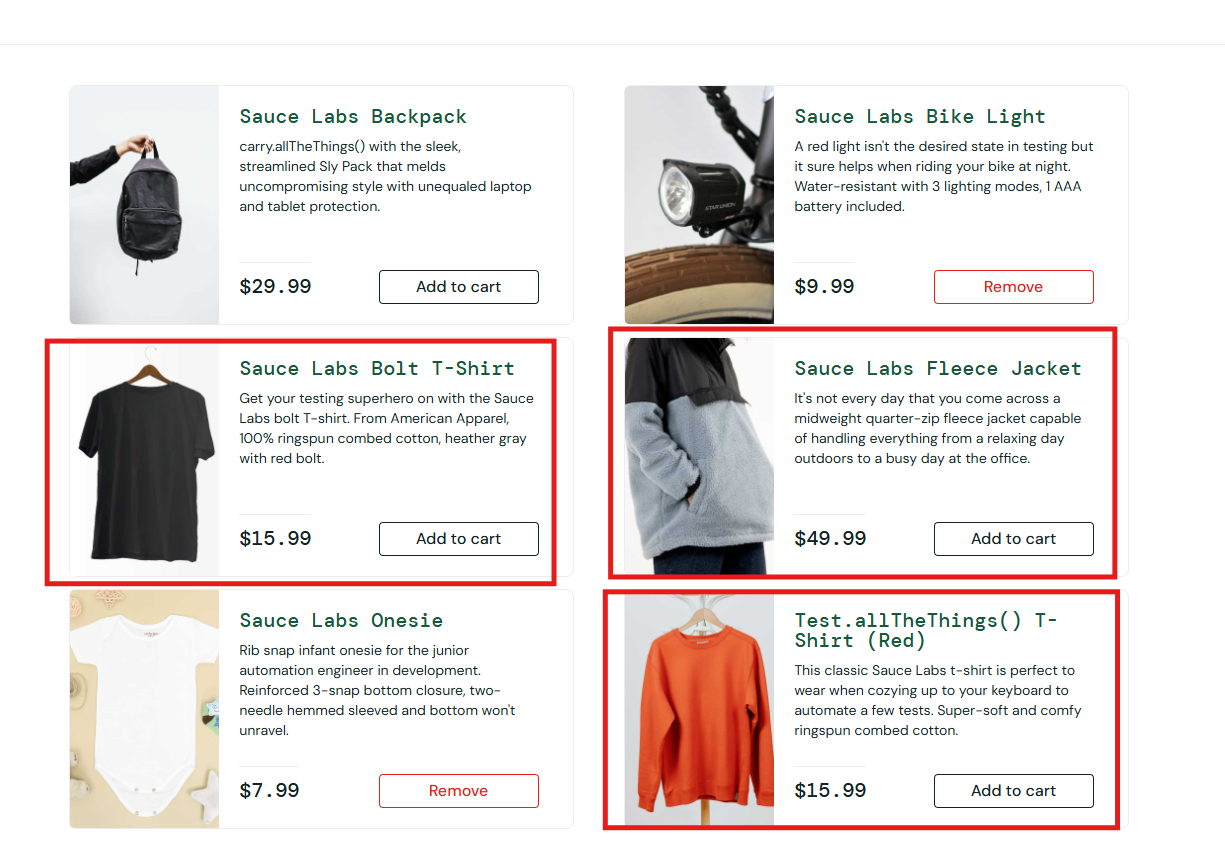 Sauce Labs Backpack
carry.allTheThings() with the sleek,
streamlined Sly Pack that melds
uncompromising style with unequaled laptop
and tablet protection.
$29.99
Add to cart
Sauce Labs Bike Light
A red light isn't the desired state in testing but
it sure helps when riding your bike at night.
Water-resistant with 3 lighting modes, 1 AAA
battery included.
$9.99
Remove
Sauce Labs Bolt T-Shirt
Get your testing superhero on with the Sauce
Labs bolt T-shirt. From American Apparel,
100% ringspun combed cotton, heather gray
with red bolt.
$15.99
Add to cart
Sauce Labs Fleece Jacket
It's not every day that you come across a
midweight quarter-zip fleece jacket capable
of handling everything from a relaxing day
outdoors to a busy day at the office.
$49.99
Add to cart
Sauce Labs Onesie
Rib snap infant onesie for the junior
automation engineer in development.
Reinforced 3-snap bottom closure, two-
needle hemmed sleeved and bottom won't
unravel.
$7.99
Remove
Test.allTheThings() T-
Shirt (Red)
This classic Sauce Labs t-shirt is perfect to
wear when cozying up to your keyboard to
automate a few tests. Super-soft and comfy
ringspun combed cotton.
$15.99
Add to cart